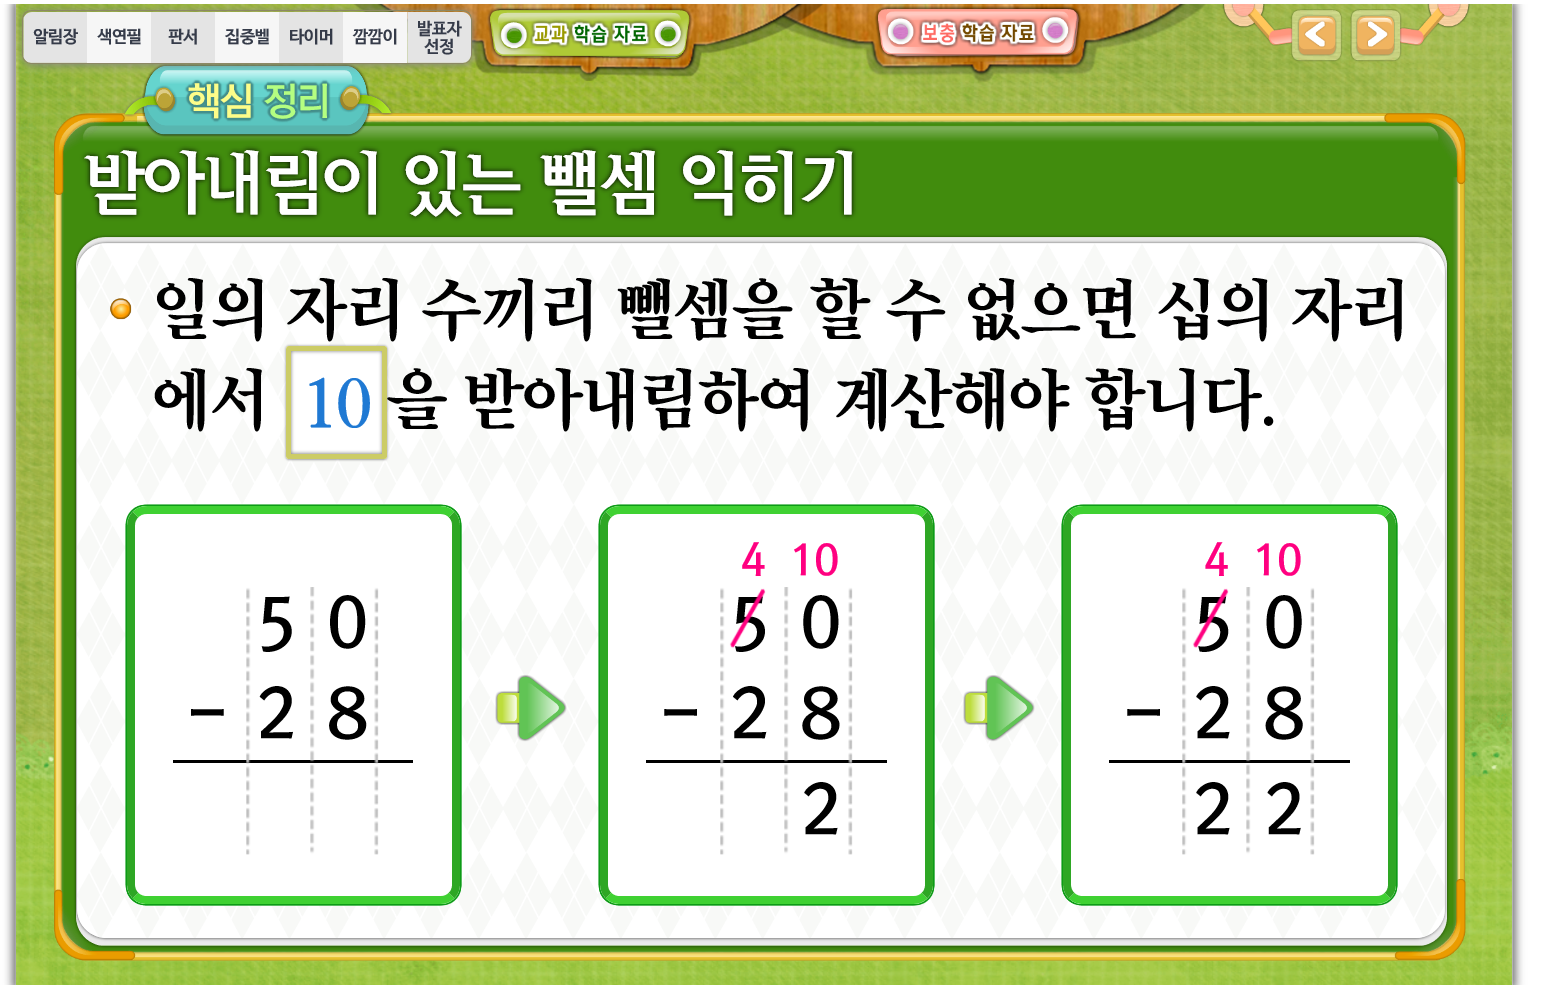 알림장 색연필 판서 집중벨 타이머 깜깜이 발표자 선정
교과 학습 자료
보충 학습 자료
핵심 정리
받아내림이 있는 뺄셈 익히기
일의 자리 수끼리 뺄셈을 할 수 없으면 십의 자리
에서 10을 받아내림하여 계산해야 합니다.
4 10 4 10
5 0 5 0 5 0
- 2 8 - 2 8 - 2 8
2 2 2